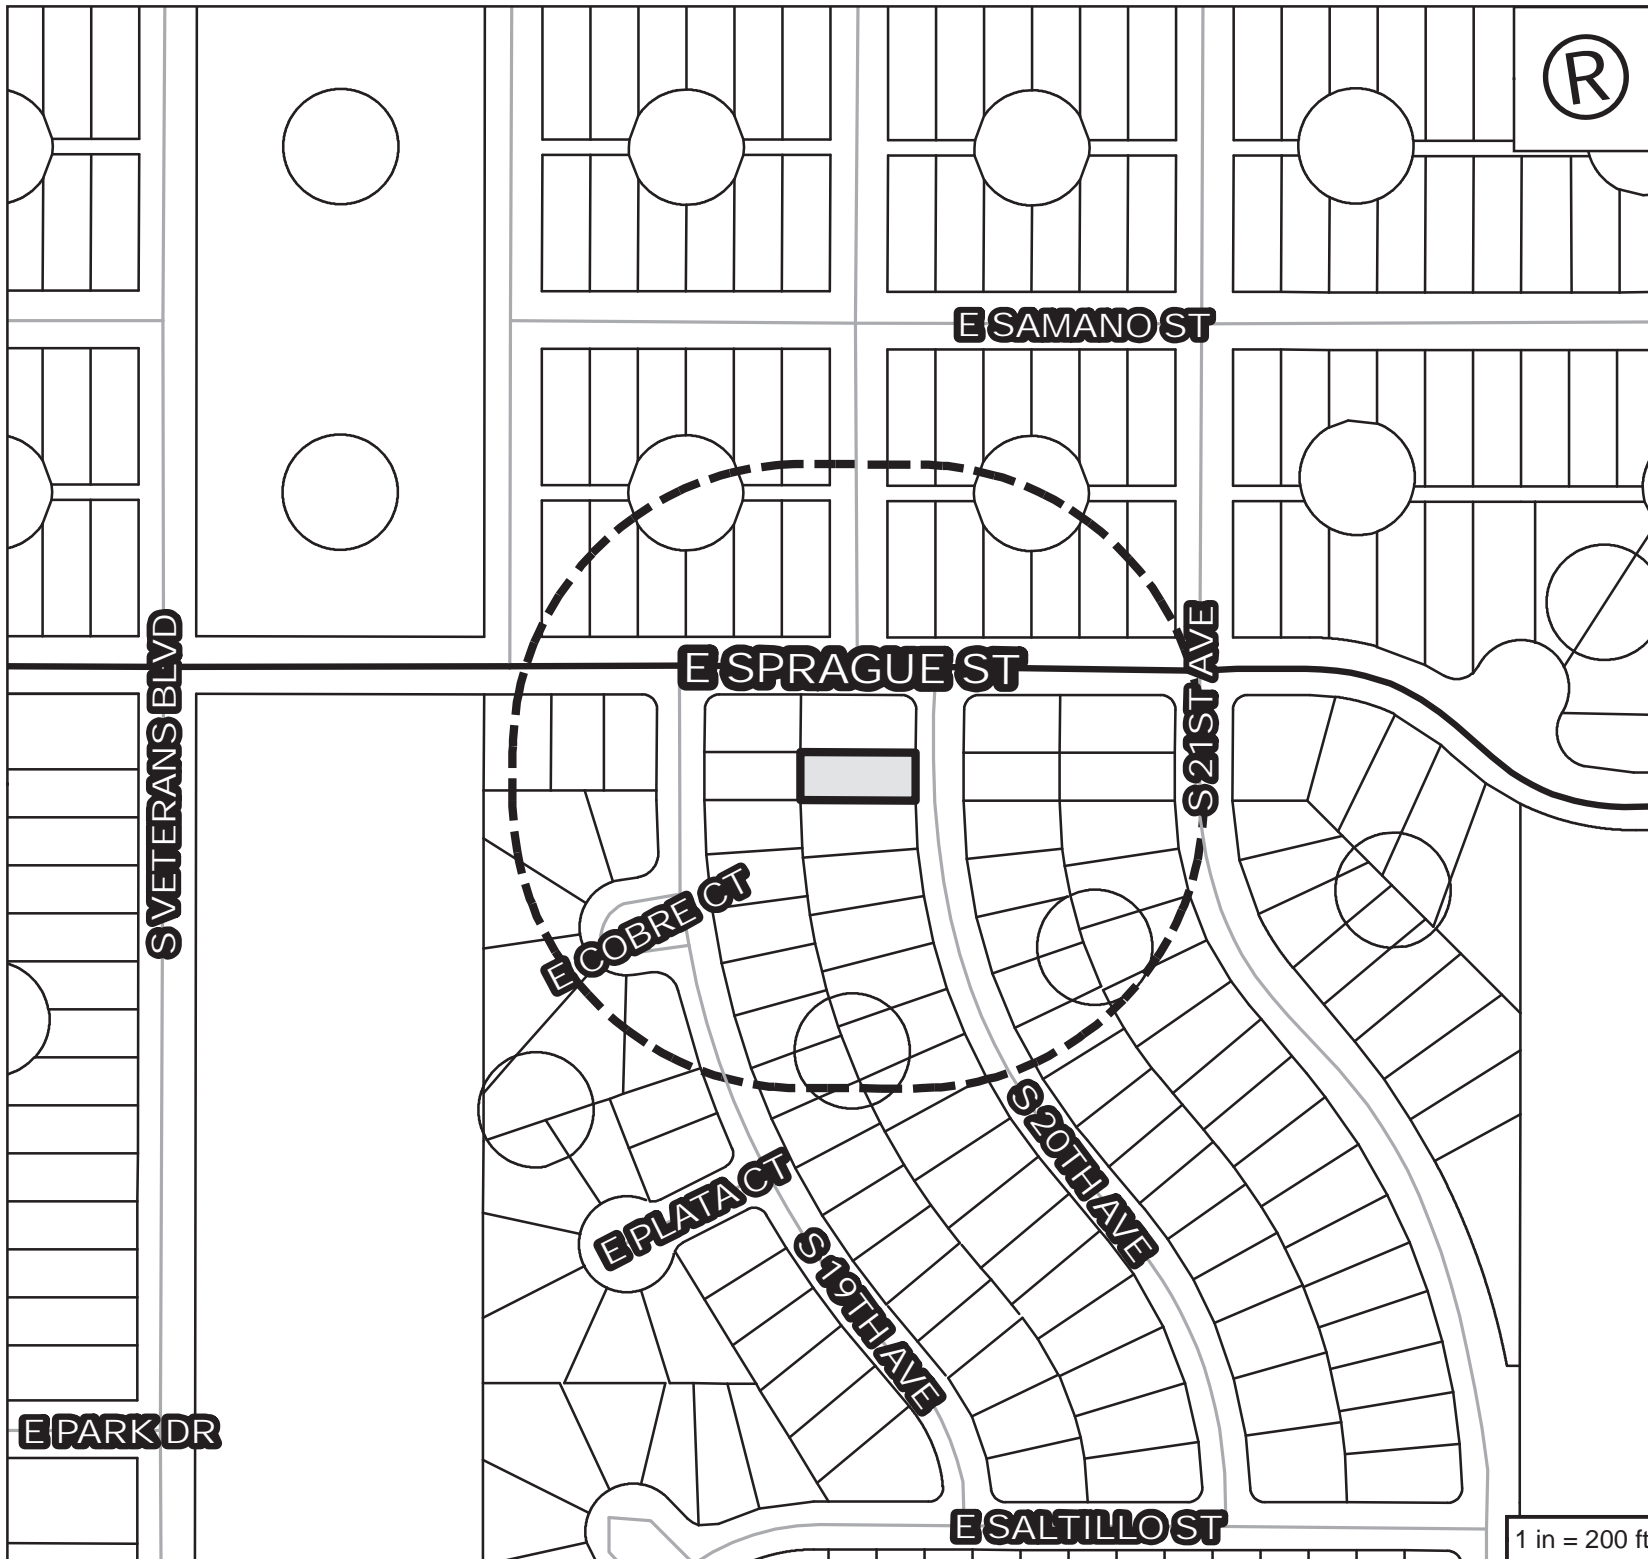 ®
E SAMANO ST
E SPRAGUE ST
S 21ST AVE
S VETERANS BLVD
E COBRE CT
S 20TH AVE
E PLATA CT
S 19TH AVE
E PARK DR
E SALTILLO ST
1 in = 200 ft